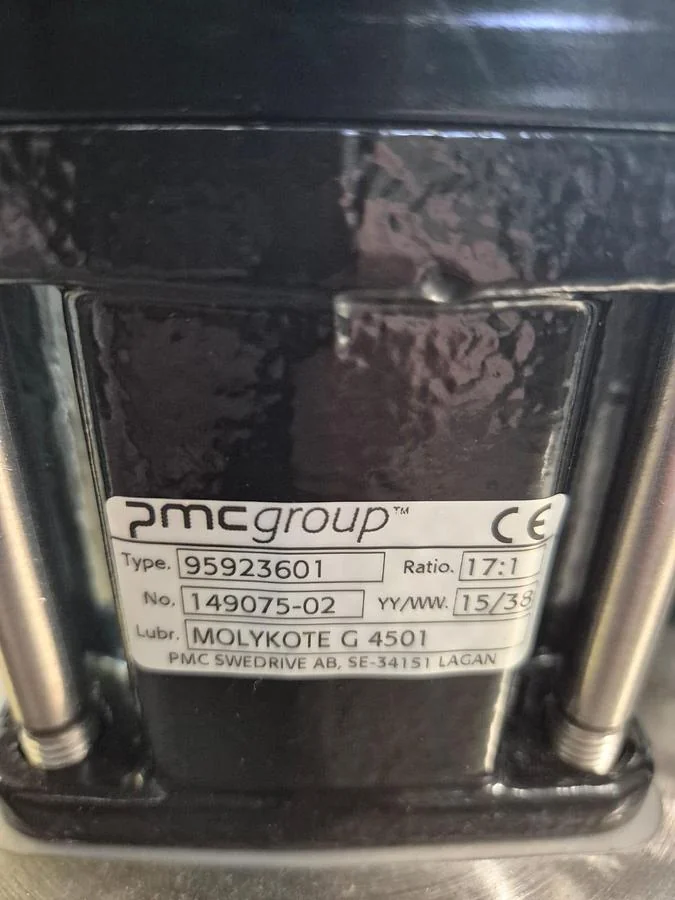 pmcgroup™ CE
Type. 95923601 Ratio. 17:1
No. 149075-02 YY/WW. 15/38
Lubr. MOLYKOTE G 4501
PMC SWEDRIVE AB, SE-34151 LAGAN